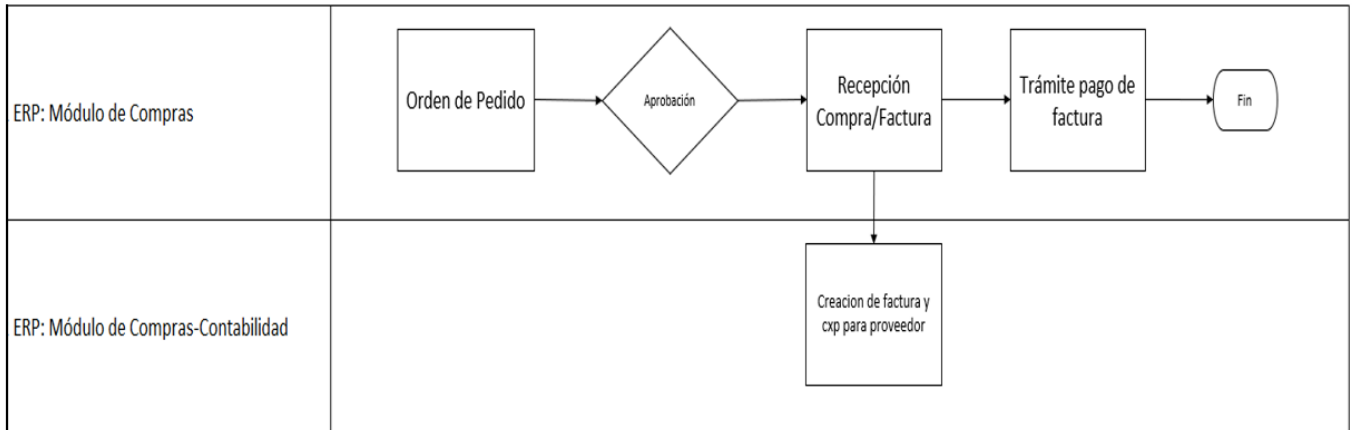 ERP: Módulo de Compras
Orden de Pedido
Aprobación
Recepción
Compra/Factura
Trámite pago de
factura
Fin
ERP: Módulo de Compras-Contabilidad
Creacion de factura y
cxp para proveedor